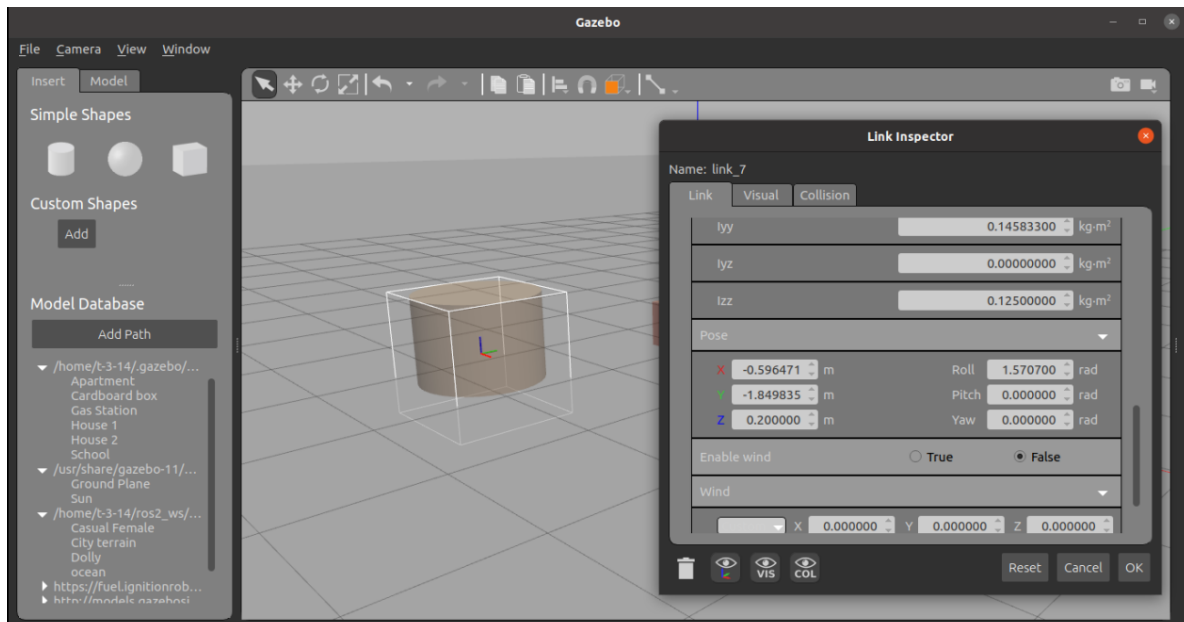 Gazebo
File Camera View Window
Insert Model
Simple Shapes
Custom Shapes
Add
Model Database
Add Path
/home/t-3-14/.gazebo/...
Apartment
Cardboard box
Gas Station
House 1
House 2
School
/usr/share/gazebo-11/...
Ground Plane
Sun
/home/t-3-14/ros2_ws/...
Casual Female
City terrain
Dolly
ocean
https://fuel.ignitionrob...
http://models.gazebosi
Link Inspector
Name: link_7
Link Visual Collision
Iyy 0.14583300 kg·m²
Iyz 0.00000000 kg·m²
Izz 0.12500000 kg·m²
Pose
X -0.596471 m Roll 1.570700 rad
Y -1.849835 m Pitch 0.000000 rad
Z 0.200000 m Yaw 0.000000 rad
Enable wind True False
Wind
X 0.000000 Y 0.000000 Z 0.000000
VIS COL Reset Cancel OK